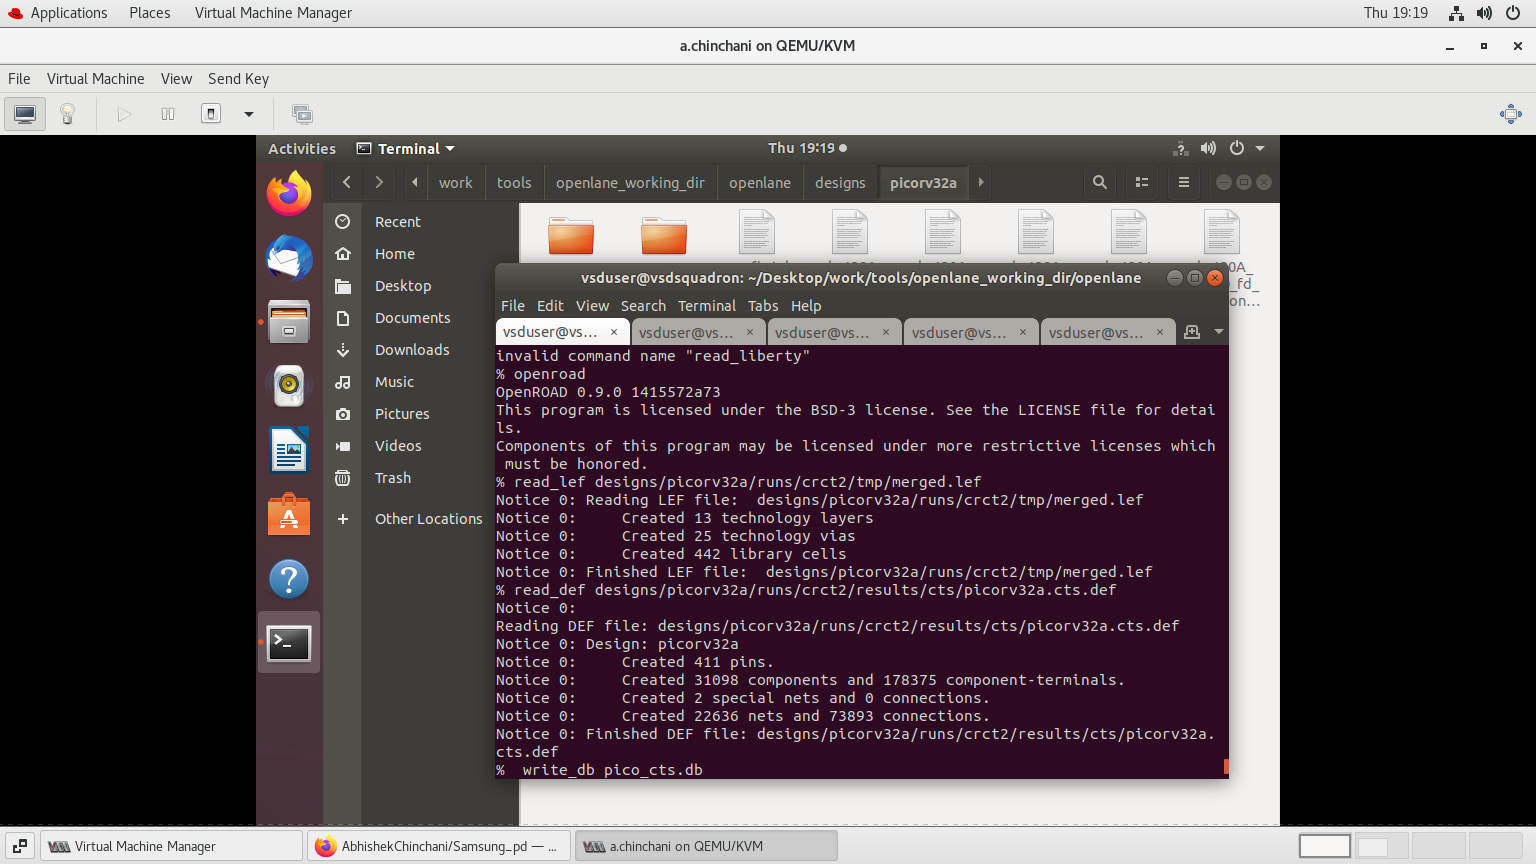 Applications Places Virtual Machine Manager Thu 19:19
a.chinchani on QEMU/KVM
File Virtual Machine View Send Key
Activities Terminal Thu 19:19
work tools openlane_working_dir openlane designs picorv32a
Recent
Home
Desktop
Documents
Downloads
Music
Pictures
Videos
Trash
Other Locations
vsduser@vsdsquadron: ~/Desktop/work/tools/openlane_working_dir/openlane
File Edit View Search Terminal Tabs Help
vsduser@vs... vsduser@vs... vsduser@vs... vsduser@vs... vsduser@vs...
invalid command name "read_liberty"
% openroad
OpenROAD 0.9.0 1415572a73
This program is licensed under the BSD-3 license. See the LICENSE file for detai
ls.
Components of this program may be licensed under more restrictive licenses which
must be honored.
% read_lef designs/picorv32a/runs/crct2/tmp/merged.lef
Notice 0: Reading LEF file:  designs/picorv32a/runs/crct2/tmp/merged.lef
Notice 0:     Created 13 technology layers
Notice 0:     Created 25 technology vias
Notice 0:     Created 442 library cells
Notice 0: Finished LEF file:  designs/picorv32a/runs/crct2/tmp/merged.lef
% read_def designs/picorv32a/runs/crct2/results/cts/picorv32a.cts.def
Notice 0:
Reading DEF file: designs/picorv32a/runs/crct2/results/cts/picorv32a.cts.def
Notice 0: Design: picorv32a
Notice 0:     Created 411 pins.
Notice 0:     Created 31098 components and 178375 component-terminals.
Notice 0:     Created 2 special nets and 0 connections.
Notice 0:     Created 22636 nets and 73893 connections.
Notice 0: Finished DEF file: designs/picorv32a/runs/crct2/results/cts/picorv32a.
cts.def
%  write_db pico_cts.db
_fd_
on...
Virtual Machine Manager AbhishekChinchani/Samsung_pd — ... a.chinchani on QEMU/KVM